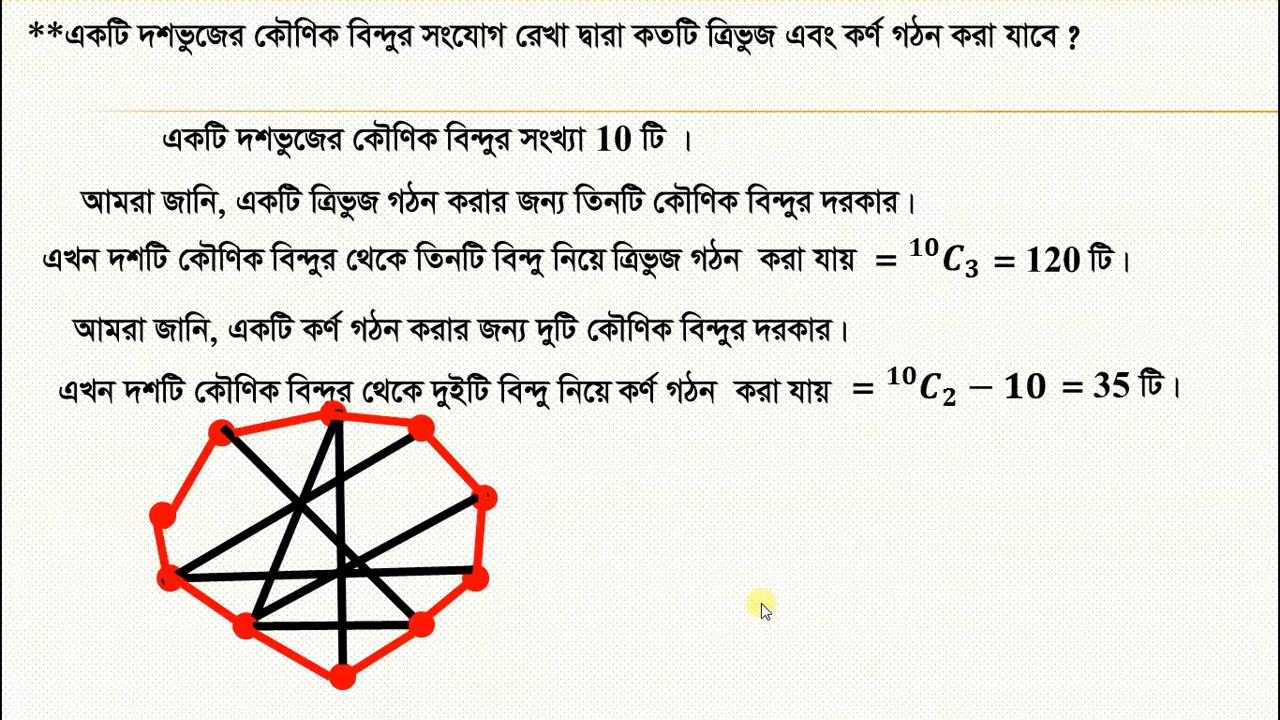 **একটি দশভুজের কৌণিক বিন্দুর সংযোগ রেখা দ্বারা কতটি ত্রিভুজ এবং কর্ণ গঠন করা যাবে ?
একটি দশভুজের কৌণিক বিন্দুর সংখ্যা 10 টি ।
আমরা জানি, একটি ত্রিভুজ গঠন করার জন্য তিনটি কৌণিক বিন্দুর দরকার।
এখন দশটি কৌণিক বিন্দুর থেকে তিনটি বিন্দু নিয়ে ত্রিভুজ গঠন করা যায় = ¹⁰C₃ = 120 টি।
আমরা জানি, একটি কর্ণ গঠন করার জন্য দুটি কৌণিক বিন্দুর দরকার।
এখন দশটি কৌণিক বিন্দুর থেকে দুইটি বিন্দু নিয়ে কর্ণ গঠন করা যায় = ¹⁰C₂ − 10 = 35 টি।